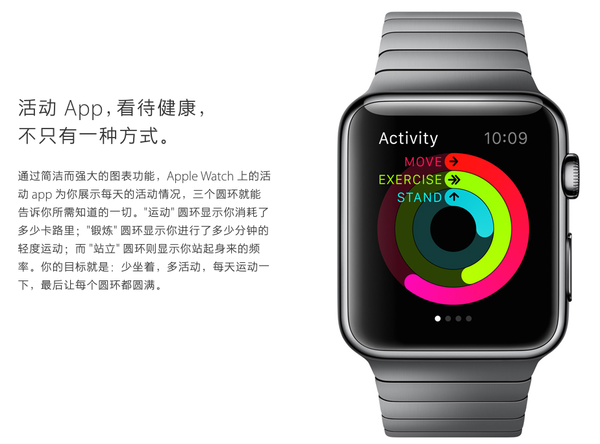 活动 App，看待健康，
不只有一种方式。
通过简洁而强大的图表功能，Apple Watch 上的活
动 app 为你展示每天的活动情况，三个圆环就能
告诉你所需知道的一切。"运动" 圆环显示你消耗了
多少卡路里；"锻炼" 圆环显示你进行了多少分钟的
轻度运动；而 "站立" 圆环则显示你站起身来的频
率。你的目标就是：少坐着，多活动，每天运动一
下，最后让每个圆环都圆满。
Activity 10:09
MOVE
EXERCISE
STAND